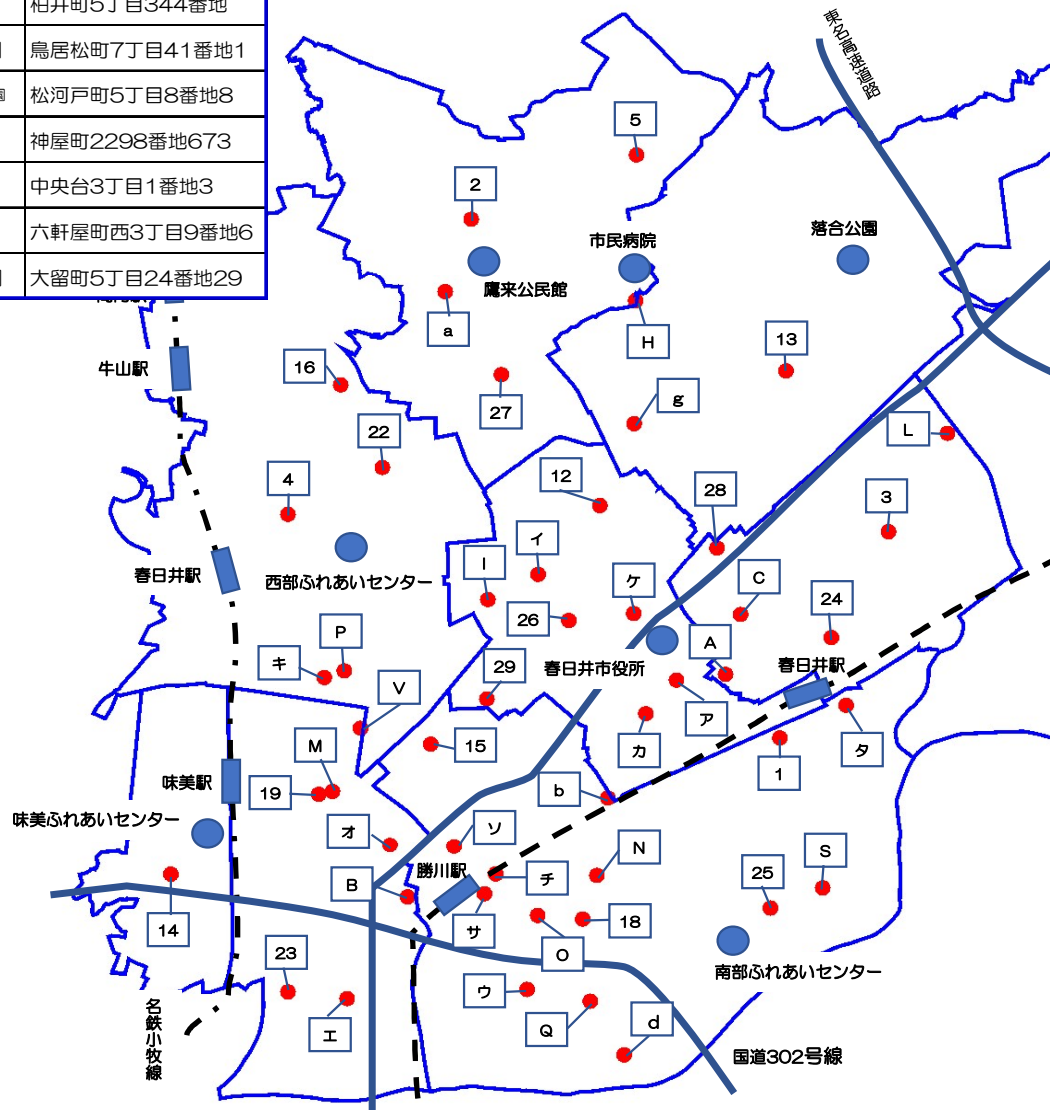 柏井町5丁目344番地
鳥居松町7丁目41番地1
松河戸町5丁目8番地8
神屋町2298番地673
中央台3丁目1番地3
六軒屋町西3丁目9番地6
大留町5丁目24番地29
東名高速道路
5
2
市民病院
落合公園
鷹来公民館
a
H
13
牛山駅
16
27
g
L
22
12
28
3
4
イ
I
ケ
C
24
春日井駅
西部ふれあいセンター
26
P
A
キ
29
春日井市役所
春日井駅
V
ア
カ
タ
M
15
1
味美駅
19
b
味美ふれあいセンター
オ
ソ
N
S
勝川駅
チ
25
B
14
サ
18
O
23
南部ふれあいセンター
ウ
Q
d
エ
名鉄小牧線
国道302号線